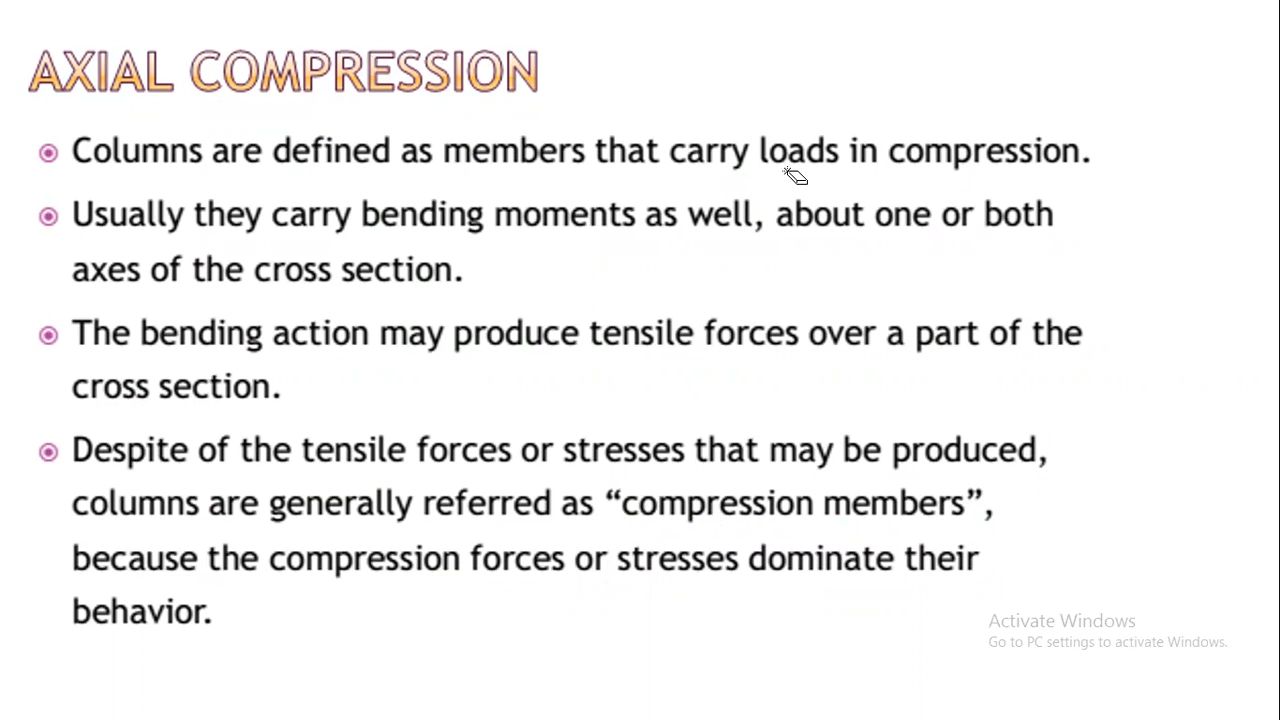 AXIAL COMPRESSION
Columns are defined as members that carry loads in compression.
Usually they carry bending moments as well, about one or both
axes of the cross section.
The bending action may produce tensile forces over a part of the
cross section.
Despite of the tensile forces or stresses that may be produced,
columns are generally referred as “compression members”,
because the compression forces or stresses dominate their
behavior.
Activate Windows
Go to PC settings to activate Windows.